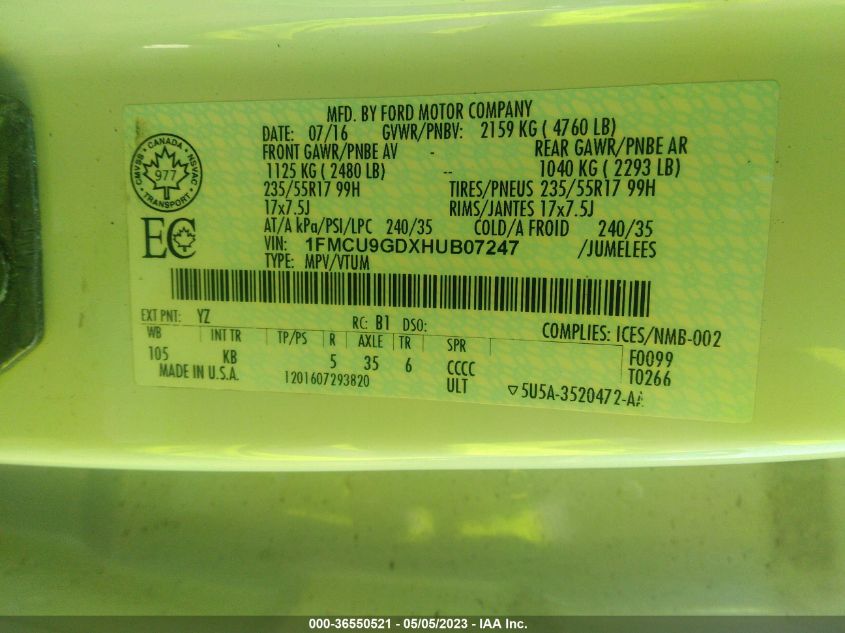 MFD. BY FORD MOTOR COMPANY
DATE: 07/16 GVWR/PNBV: 2159 KG ( 4760 LB)
FRONT GAWR/PNBE AV - REAR GAWR/PNBE AR
1125 KG ( 2480 LB) -- 1040 KG ( 2293 LB)
235/55R17 99H TIRES/PNEUS 235/55R17 99H
17x7.5J RIMS/JANTES 17x7.5J
AT/A kPa/PSI/LPC 240/35 COLD/A FROID 240/35
VIN: 1FMCU9GDXHUB07247 /JUMELEES
TYPE: MPV/VTUM
CANADA
CMVSS NSVAC
977
TRANSPORT
EC
EXT PNT: YZ RC: B1 DSO: COMPLIES: ICES/NMB-002
WB INT TR TP/PS R AXLE TR SPR F0099
105 KB 5 35 6 CCCC T0266
MADE IN U.S.A. 1201607293820 ULT ▽5U5A-3520472-AA
000-36550521 - 05/05/2023 - IAA Inc.